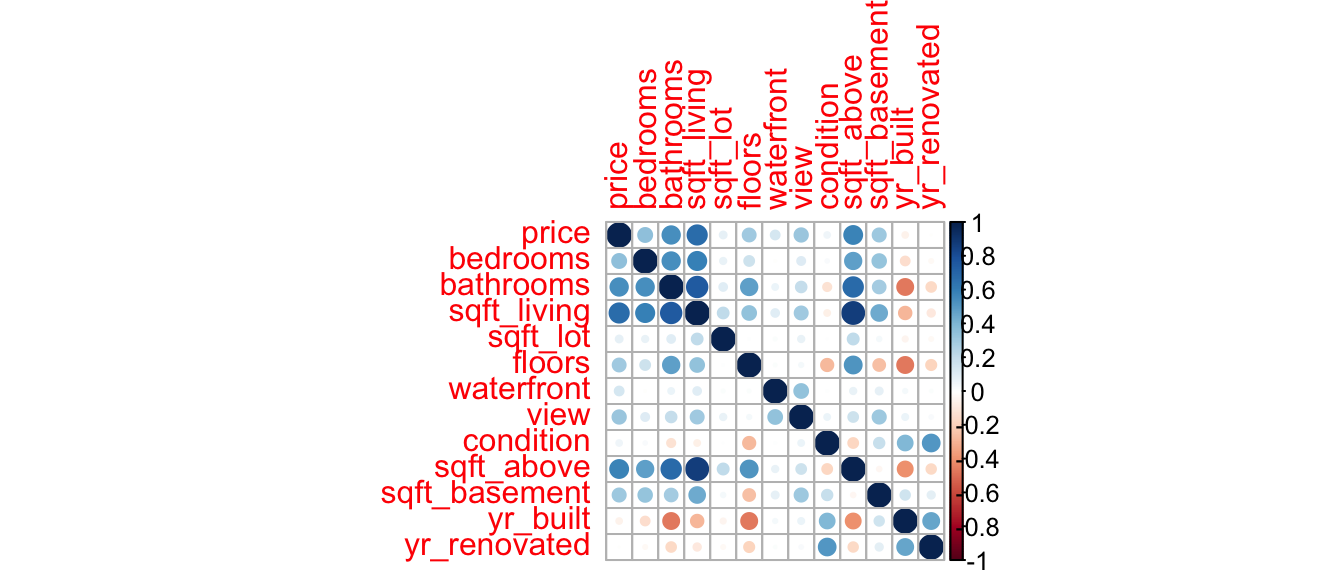 price
bedrooms
bathrooms
sqft_living
sqft_lot
floors
waterfront
view
condition
sqft_above
sqft_basement
yr_built
yr_renovated
price
bedrooms
bathrooms
sqft_living
sqft_lot
floors
waterfront
view
condition
sqft_above
sqft_basement
yr_built
yr_renovated
1
0.8
0.6
0.4
0.2
0
-0.2
-0.4
-0.6
-0.8
-1